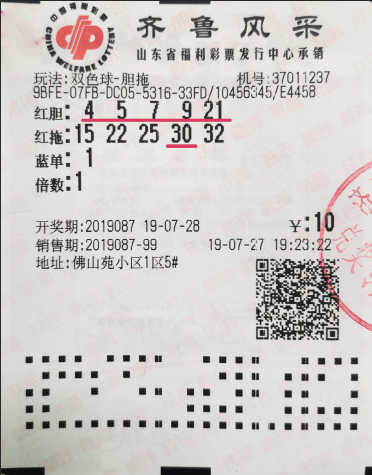 中国福利彩票
CHINA WELFARE LOTTERY
齐鲁风采
山东省福利彩票发行中心承销
玩法:双色球-胆拖 机号:37011237
9BFE-07FB-DC05-5316-33FD/10456345/E4458
红胆: 4 5 7 9 21
红拖:15 22 25 30 32
蓝单: 1
倍数:1
开奖期:2019087 19-07-28 ¥:10
销售期:2019087-99 19-07-27 19:23:22
地址:佛山苑小区1区5#